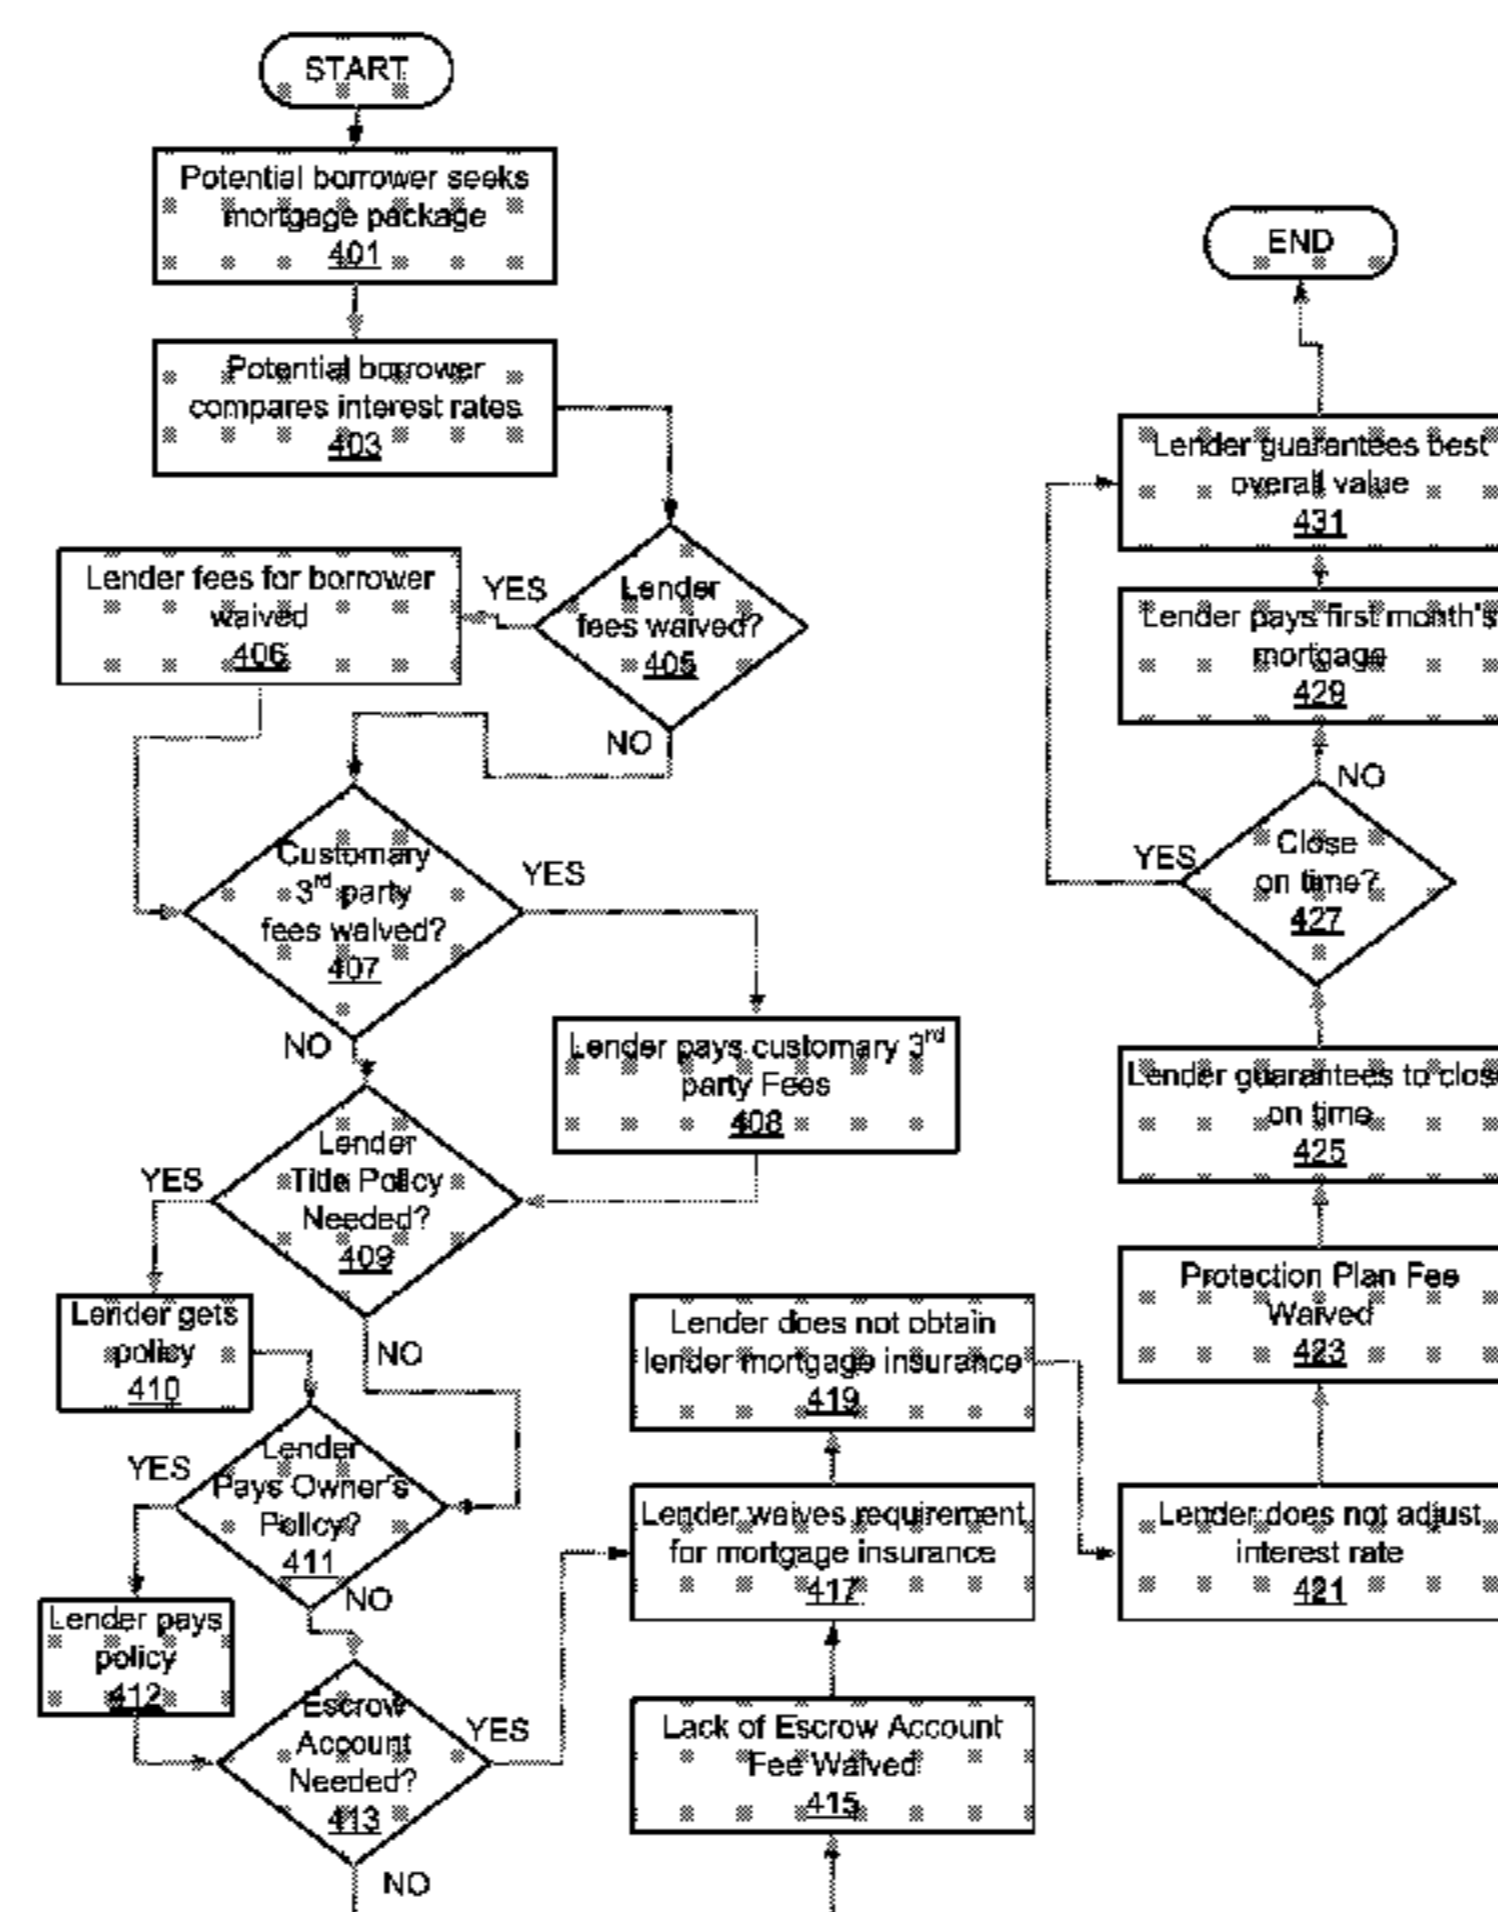 START
Potential borrower seeks
mortgage package
401
Potential borrower
compares interest rates
403
Lender
fees waived?
405
YES
NO
Lender fees for borrower
waived
406
Customary
3rd party
fees waived?
407
YES
NO
Lender pays customary 3rd
party Fees
408
Lender
Title Policy
Needed?
409
YES
NO
Lender gets
policy
410
Lender
Pays Owner's
Policy?
411
YES
NO
Lender pays
policy
412
Escrow
Account
Needed?
413
YES
NO
Lack of Escrow Account
Fee Waived
415
Lender waives requirement
for mortgage insurance
417
Lender does not obtain
lender mortgage insurance
419
Lender does not adjust
interest rate
421
Protection Plan Fee
Waived
423
Lender guarantees to clos
on time
425
Close
on time?
427
YES
NO
Lender pays first month's
mortgage
429
Lender guarantees best
overall value
431
END